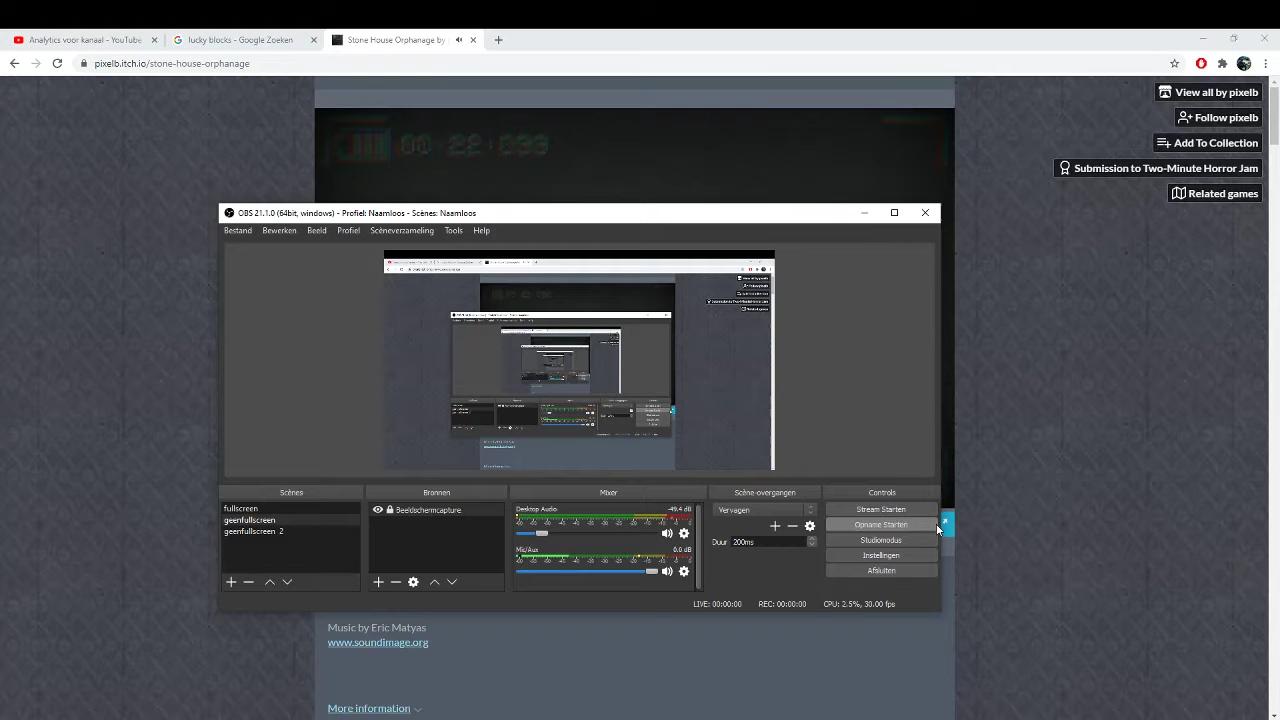 Analytics voor kanaal - YouTube
lucky blocks - Google Zoeken
Stone House Orphanage by
pixelb.itch.io/stone-house-orphanage
View all by pixelb
Follow pixelb
Add To Collection
Submission to Two-Minute Horror Jam
Related games
OBS 21.1.0 (64bit, windows) - Profiel: Naamloos - Scènes: Naamloos
Bestand Bewerken Beeld Profiel Scèneverzameling Tools Help
Scènes
fullscreen
geenfullscreen
geenfullscreen 2
Bronnen
Beeldschermcapture
Mixer
Desktop Audio -49.4 dB
Mic/Aux 0.0 dB
Scène-overgangen
Vervagen
Duur 200ms
Controls
Stream Starten
Opname Starten
Studiomodus
Instellingen
Afsluiten
LIVE: 00:00:00 REC: 00:00:00 CPU: 2.5%, 30.00 fps
Music by Eric Matyas
www.soundimage.org
More information